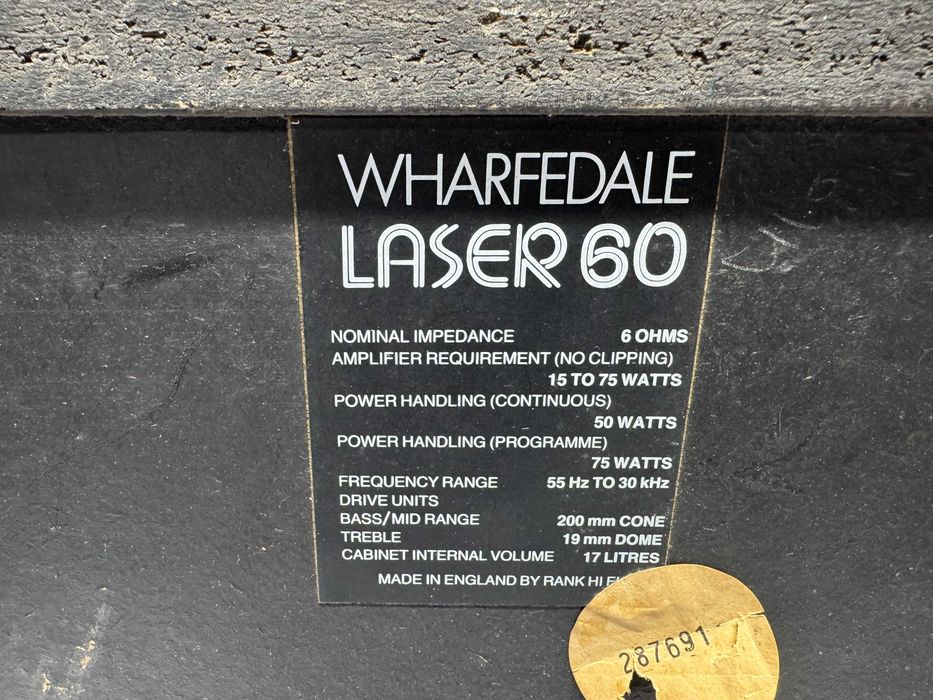 WHARFEDALE
LASER 60
NOMINAL IMPEDANCE 6 OHMS
AMPLIFIER REQUIREMENT (NO CLIPPING)
15 TO 75 WATTS
POWER HANDLING (CONTINUOUS)
50 WATTS
POWER HANDLING (PROGRAMME)
75 WATTS
FREQUENCY RANGE 55 Hz TO 30 kHz
DRIVE UNITS
BASS/MID RANGE 200 mm CONE
TREBLE 19 mm DOME
CABINET INTERNAL VOLUME 17 LITRES
MADE IN ENGLAND BY RANK HI
287691